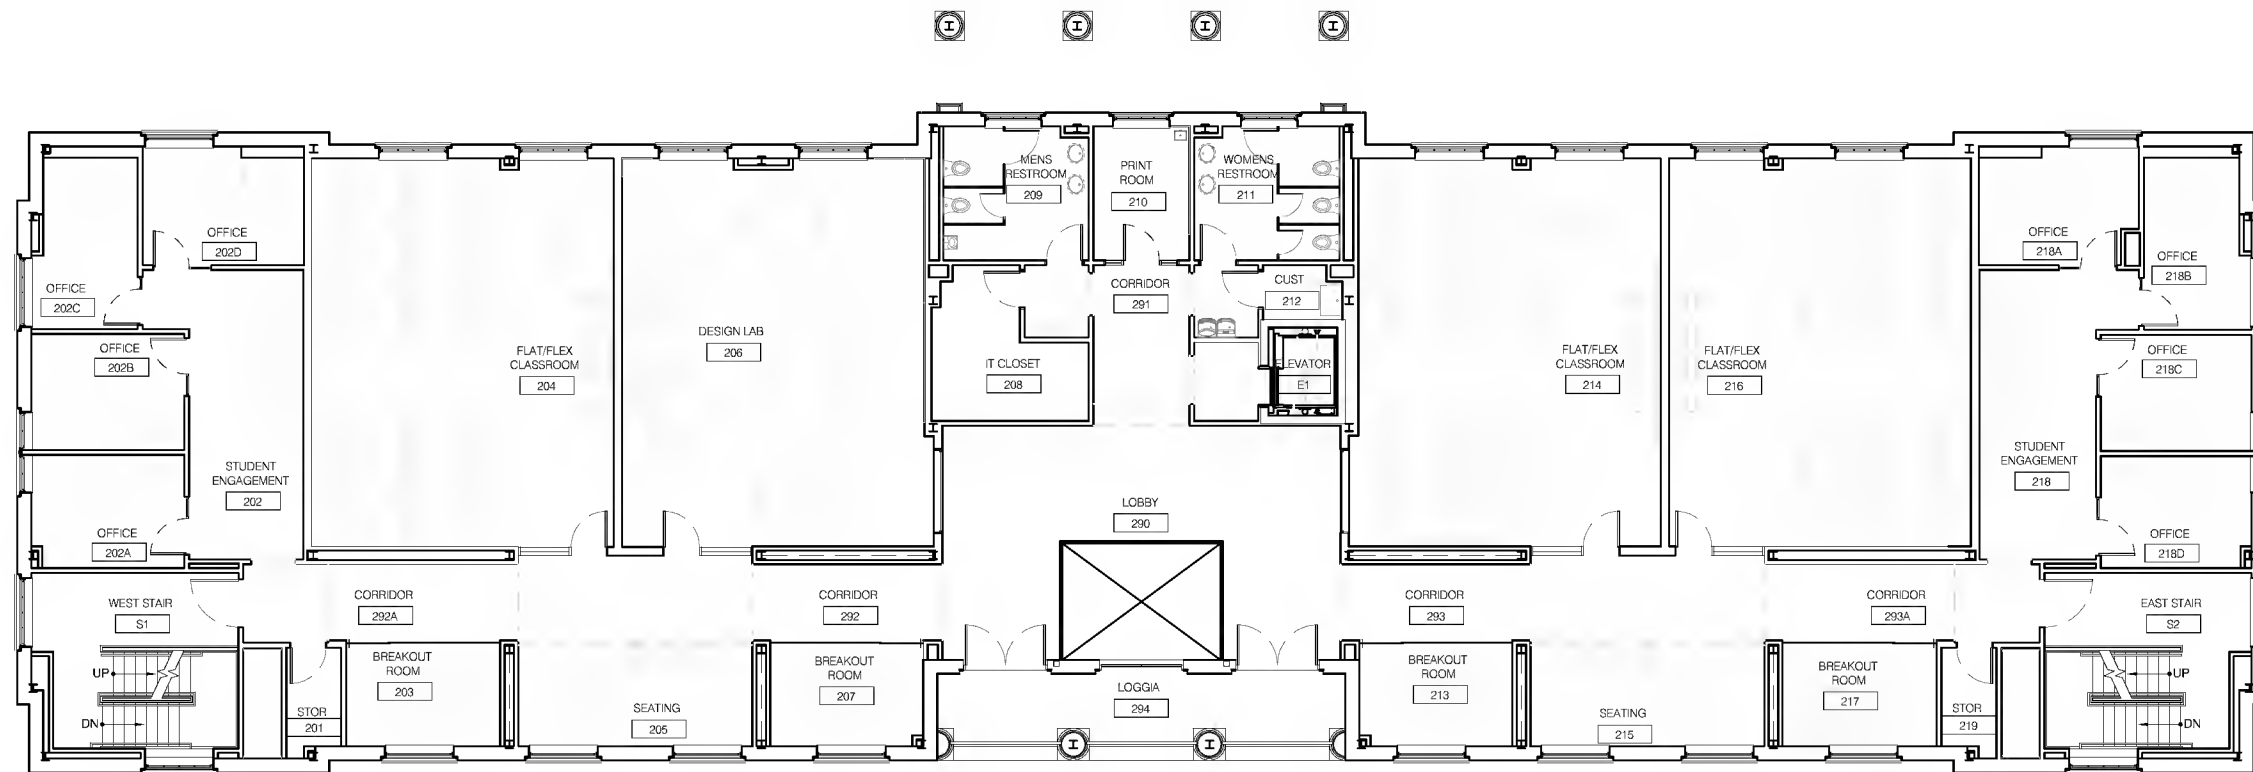 OFFICE
202D
OFFICE
202C
OFFICE
202B
STUDENT
ENGAGEMENT
202
OFFICE
202A
WEST STAIR
S1
UP
DN
FLAT/FLEX
CLASSROOM
204
DESIGN LAB
206
CORRIDOR
292A
CORRIDOR
292
BREAKOUT
ROOM
203
STOR
201
SEATING
205
BREAKOUT
ROOM
207
MENS
RESTROOM
209
PRINT
ROOM
210
WOMENS
RESTROOM
211
CORRIDOR
291
CUST
212
IT CLOSET
208
ELEVATOR
E1
LOBBY
290
LOGGIA
294
FLAT/FLEX
CLASSROOM
214
FLAT/FLEX
CLASSROOM
216
CORRIDOR
293
CORRIDOR
293A
BREAKOUT
ROOM
213
SEATING
215
BREAKOUT
ROOM
217
STOR
219
OFFICE
218A
OFFICE
218B
OFFICE
218C
STUDENT
ENGAGEMENT
218
OFFICE
218D
EAST STAIR
S2
UP
DN